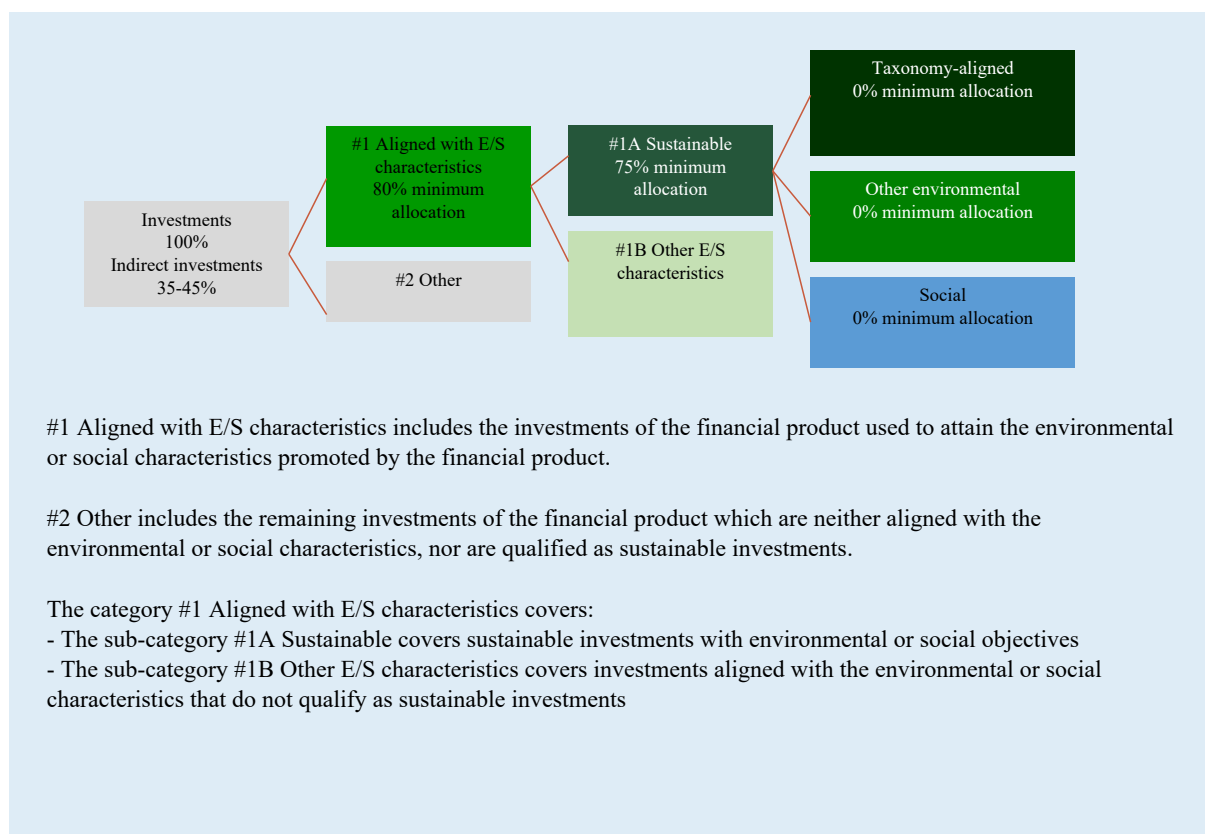 Investments
100%
Indirect investments
35-45%
#1 Aligned with E/S
characteristics
80% minimum
allocation
#2 Other
#1A Sustainable
75% minimum
allocation
#1B Other E/S
characteristics
Taxonomy-aligned
0% minimum allocation
Other environmental
0% minimum allocation
Social
0% minimum allocation
#1 Aligned with E/S characteristics includes the investments of the financial product used to attain the environmental
or social characteristics promoted by the financial product.
#2 Other includes the remaining investments of the financial product which are neither aligned with the
environmental or social characteristics, nor are qualified as sustainable investments.
The category #1 Aligned with E/S characteristics covers:
- The sub-category #1A Sustainable covers sustainable investments with environmental or social objectives
- The sub-category #1B Other E/S characteristics covers investments aligned with the environmental or social
characteristics that do not qualify as sustainable investments